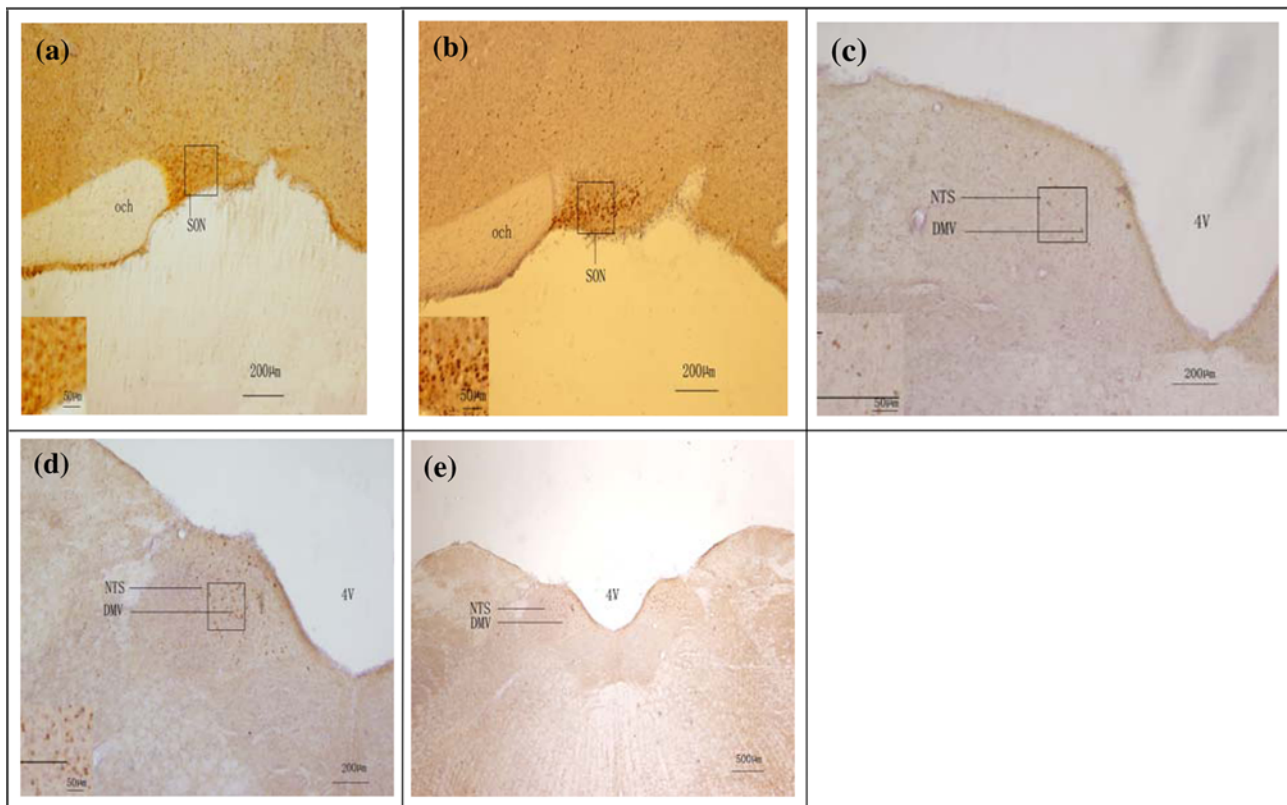 (a)
och
SON
200μm
50μm
(b)
och
SON
200μm
50μm
(c)
NTS
DMV
4V
200μm
50μm
(d)
NTS
DMV
4V
200μm
50μm
(e)
NTS
DMV
4V
500μm